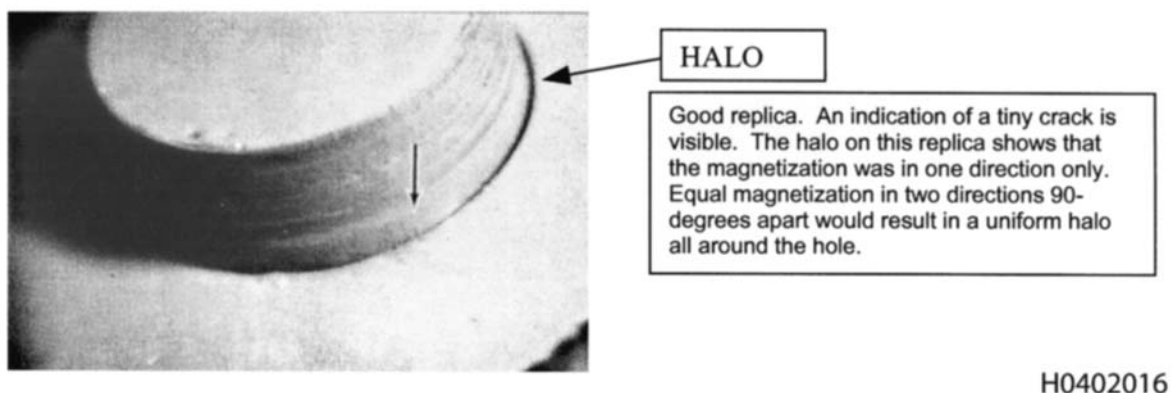 HALO
Good replica. An indication of a tiny crack is
visible. The halo on this replica shows that
the magnetization was in one direction only.
Equal magnetization in two directions 90-
degrees apart would result in a uniform halo
all around the hole.
H0402016